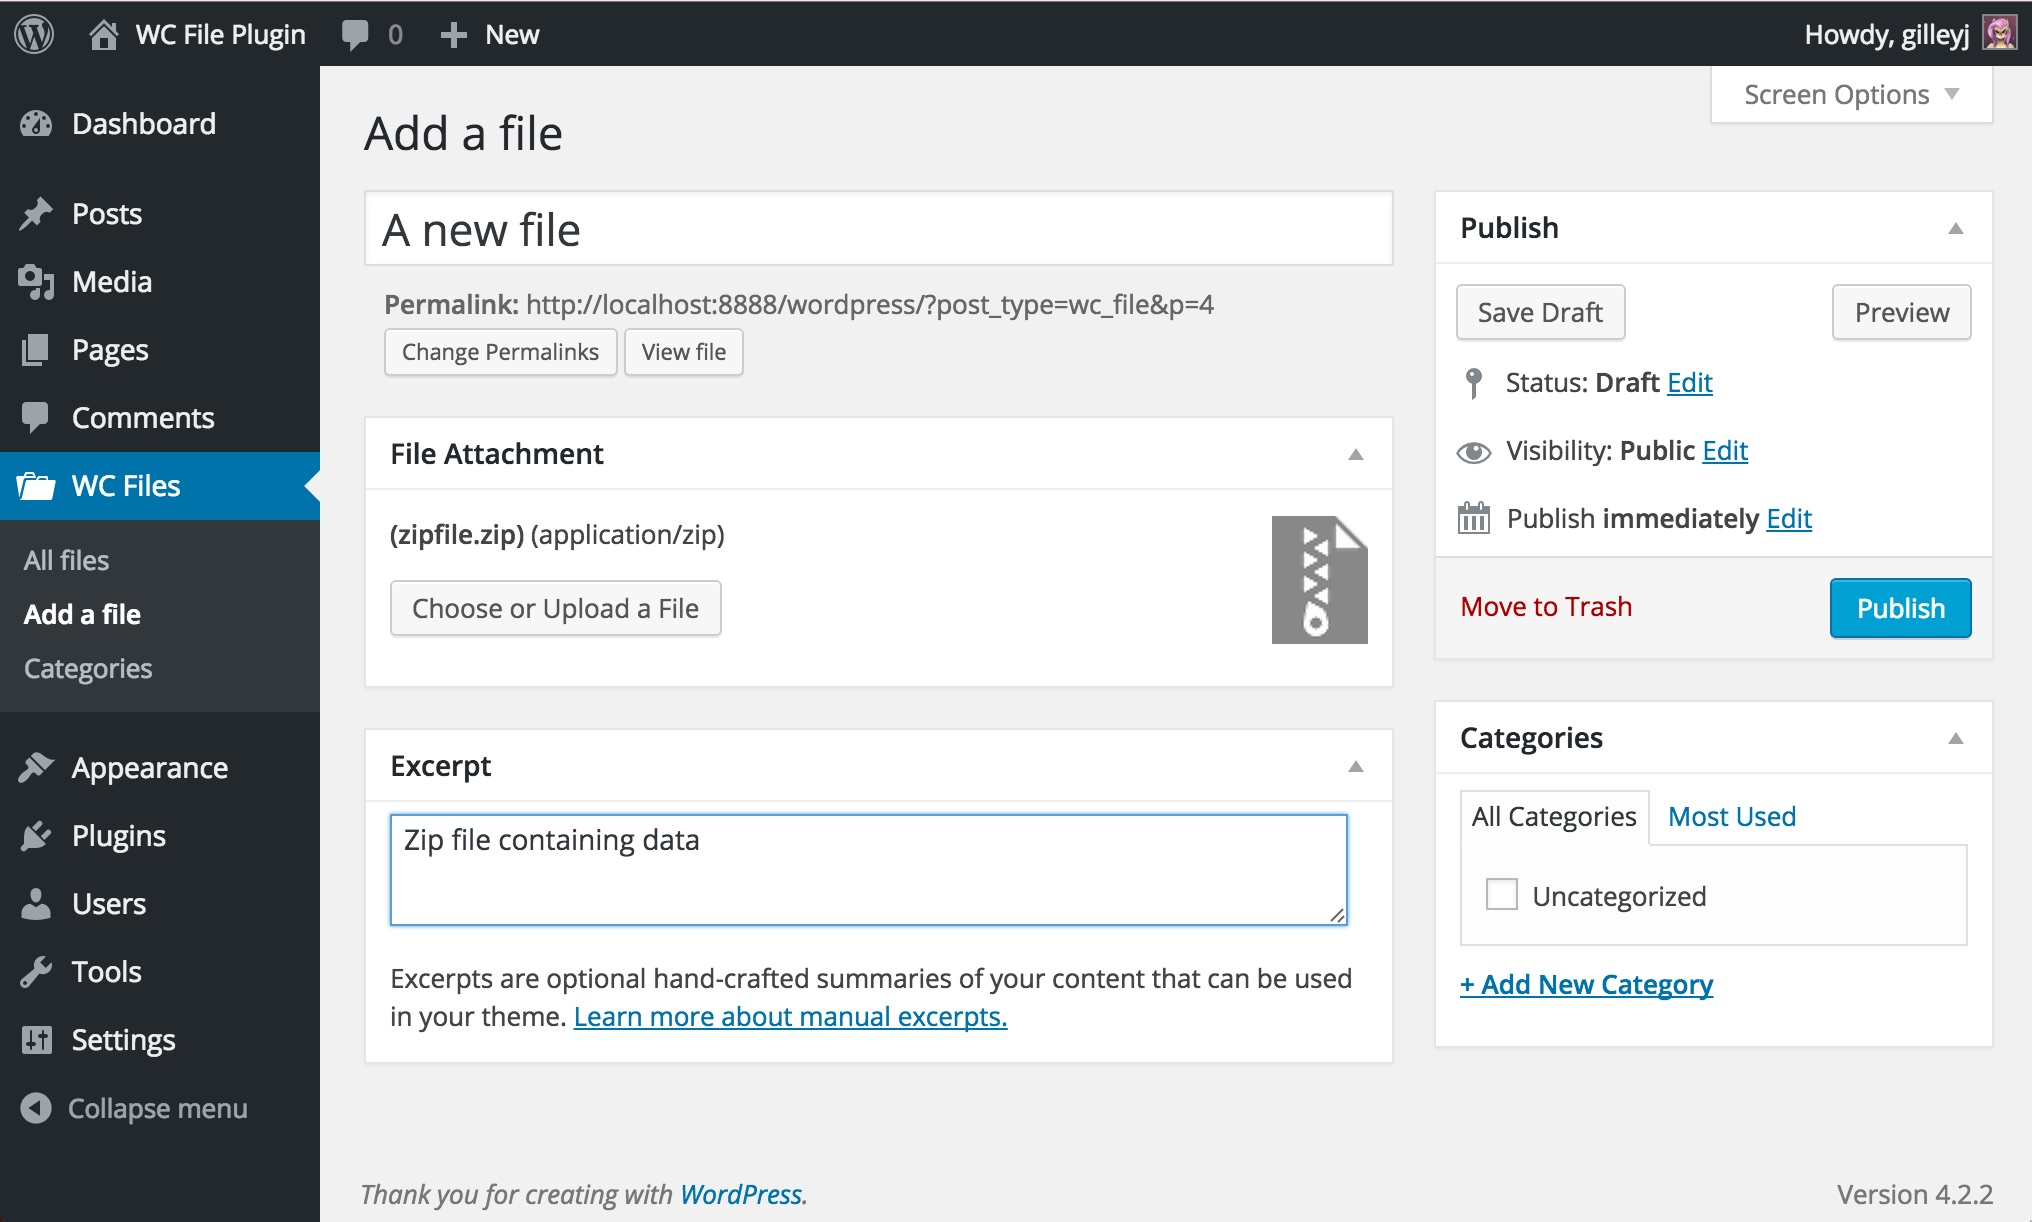 WC File Plugin 0 New Howdy, gilleyj
Screen Options
Dashboard
Posts
Media
Pages
Comments
WC Files
All files
Add a file
Categories
Appearance
Plugins
Users
Tools
Settings
Collapse menu
Add a file
A new file
Permalink: http://localhost:8888/wordpress/?post_type=wc_file&p=4
Change Permalinks View file
File Attachment
(zipfile.zip) (application/zip)
Choose or Upload a File
Excerpt
Zip file containing data
Excerpts are optional hand-crafted summaries of your content that can be used
in your theme. Learn more about manual excerpts.
Publish
Save Draft Preview
Status: Draft Edit
Visibility: Public Edit
Publish immediately Edit
Move to Trash Publish
Categories
All Categories Most Used
Uncategorized
+ Add New Category
Thank you for creating with WordPress. Version 4.2.2